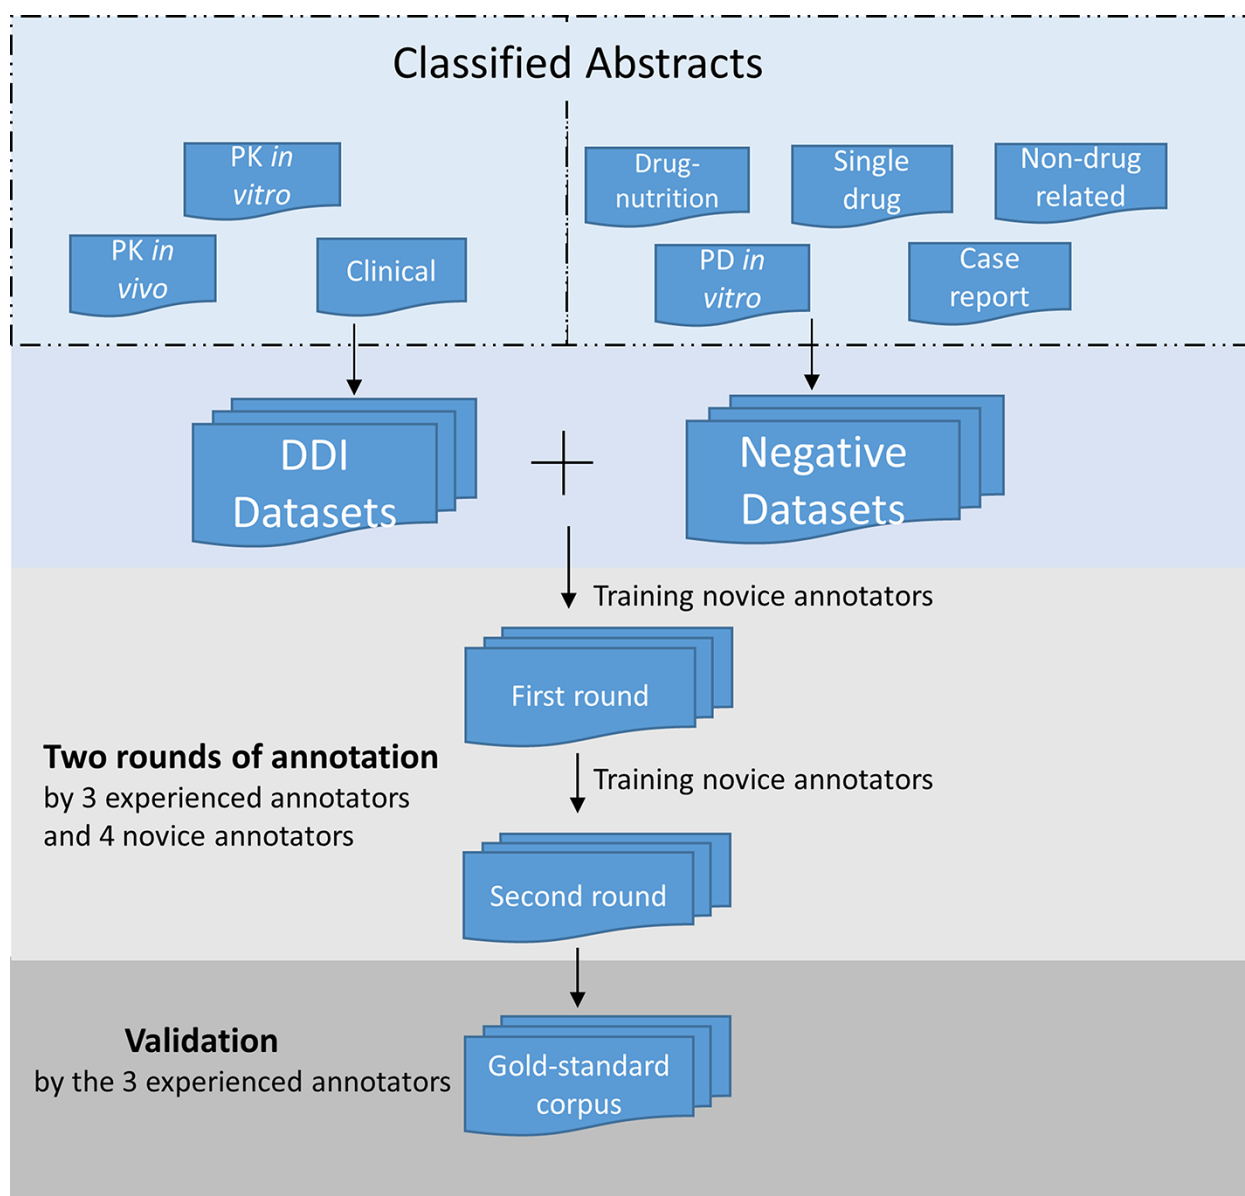 Classified Abstracts
PK in
vitro
PK in
vivo
Clinical
Drug-
nutrition
Single
drug
Non-drug
related
PD in
vitro
Case
report
DDI
Datasets
Negative
Datasets
Training novice annotators
First round
Two rounds of annotation
by 3 experienced annotators
and 4 novice annotators
Training novice annotators
Second round
Validation
by the 3 experienced annotators
Gold-standard
corpus